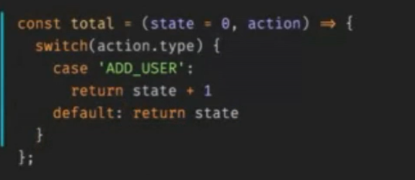 const total = (state = 0, action) => {
switch(action.type) {
case 'ADD_USER':
return state + 1
default: return state
}
};